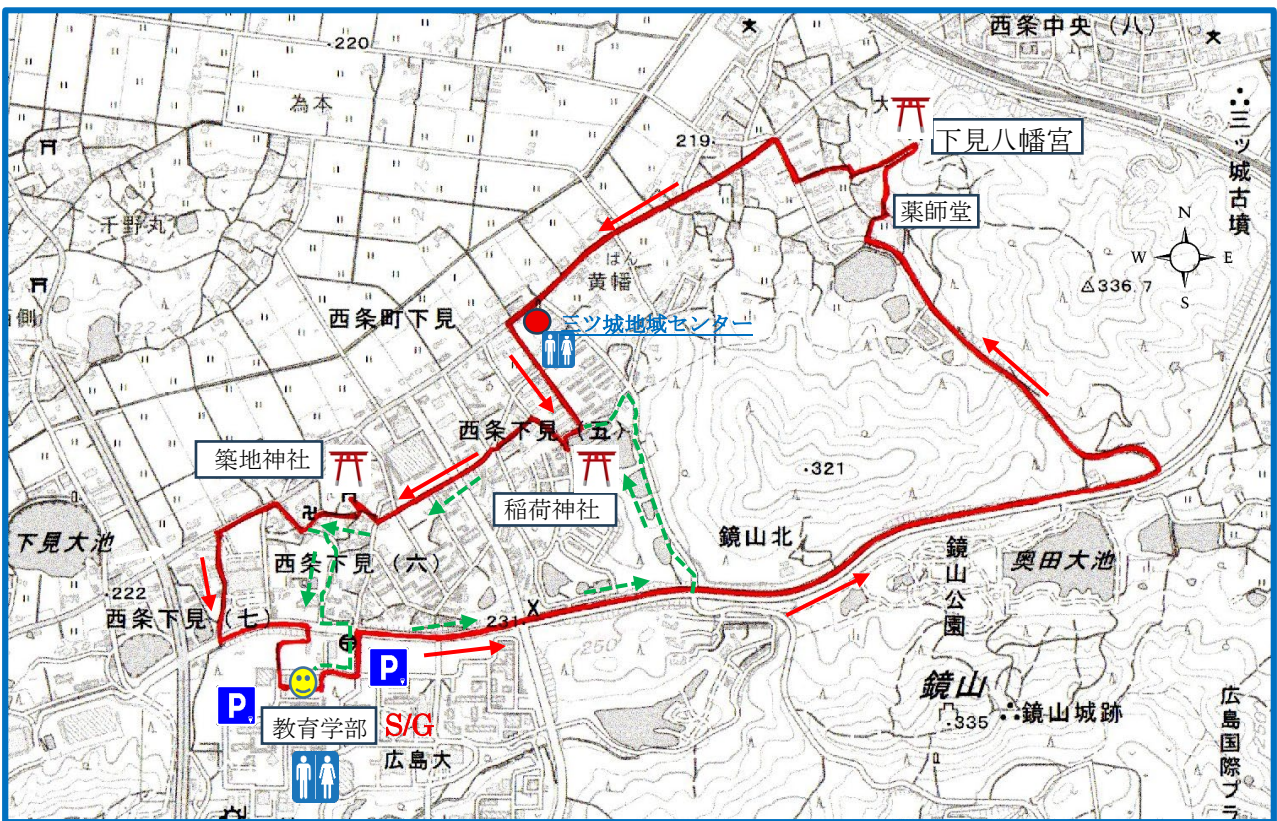 西条中央（八）
・220
為本
大
下見八幡宮
219・
三ツ城古墳
薬師堂
千野丸
N
W E
S
ばん
黄幡
△336.7
西条町下見
三ツ城地域センター
西条下見（五）
築地神社
・321
稲荷神社
鏡山北
下見大池
西条下見（六）
鏡山公園
奥田大池
・222
西条下見（七）
231
X
250
P
P
鏡山
・335
鏡山城跡
教育学部
S/G
広島大
広島国際プラ